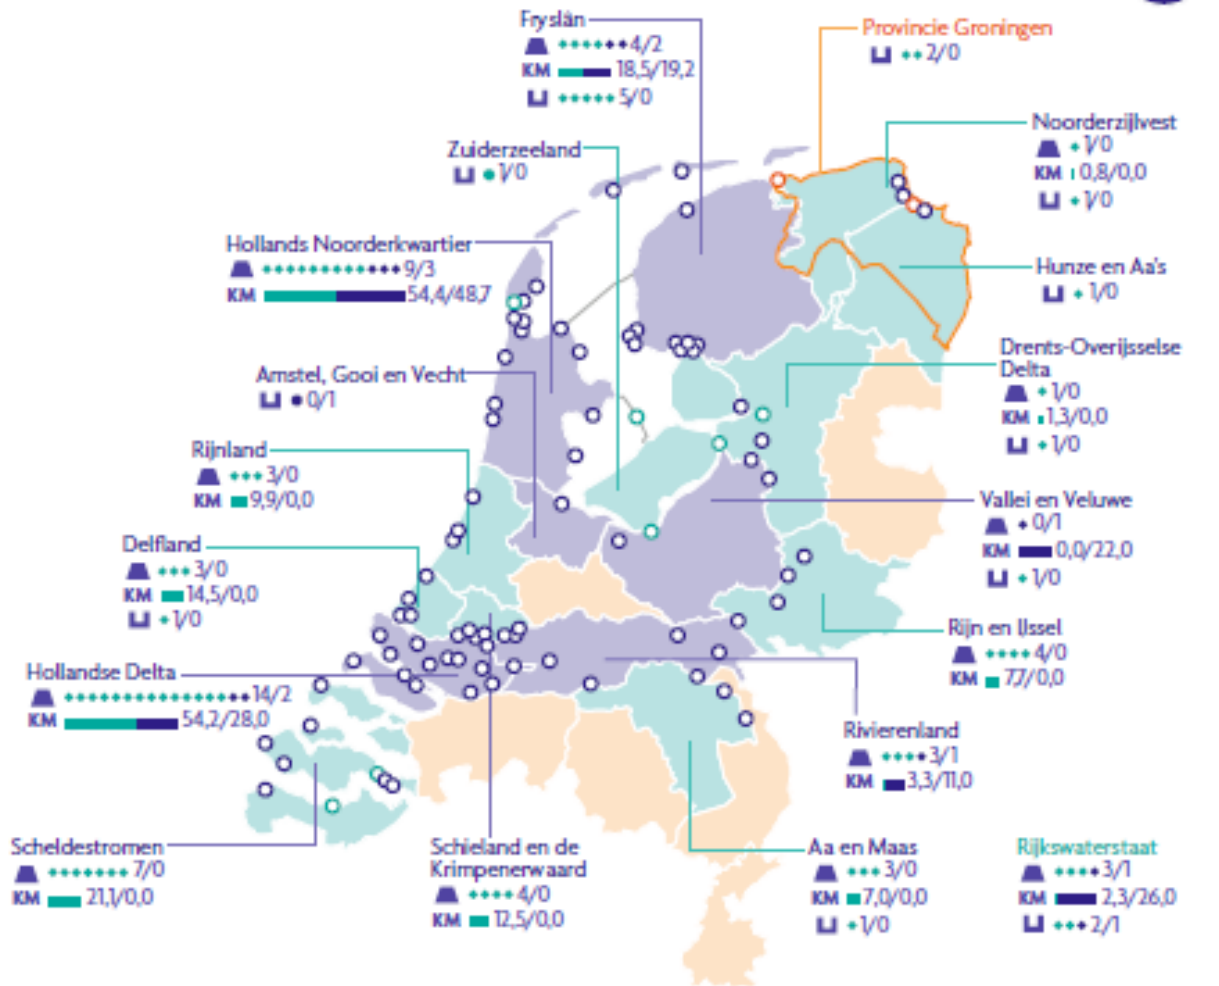 Fryslân
4/2
KM 18,5/19,2
5/0
Provincie Groningen
2/0
Noorderzijlvest
1/0
KM 0,8/0,0
1/0
Zuiderzeeland
1/0
Hollands Noorderkwartier
9/3
KM 54,4/48,7
Hunze en Aa's
1/0
Drents-Overijsselse
Delta
1/0
KM 1,3/0,0
1/0
Amstel, Gooi en Vecht
0/1
Rijnland
3/0
KM 9,9/0,0
Vallei en Veluwe
0/1
KM 0,0/22,0
1/0
Delfland
3/0
KM 14,5/0,0
1/0
Rijn en IJssel
4/0
KM 7,7/0,0
Hollandse Delta
14/2
KM 54,2/28,0
Rivierenland
3/1
KM 3,3/11,0
Scheldestromen
7/0
KM 21,1/0,0
Schieland en de
Krimpenerwaard
4/0
KM 12,5/0,0
Aa en Maas
3/0
KM 7,0/0,0
1/0
Rijkswaterstaat
3/1
KM 2,3/26,0
2/1